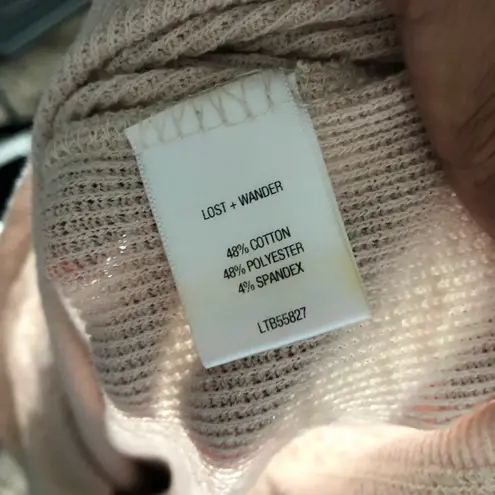 LOST + WANDER
48% COTTON
48% POLYESTER
4% SPANDEX
LTB55827